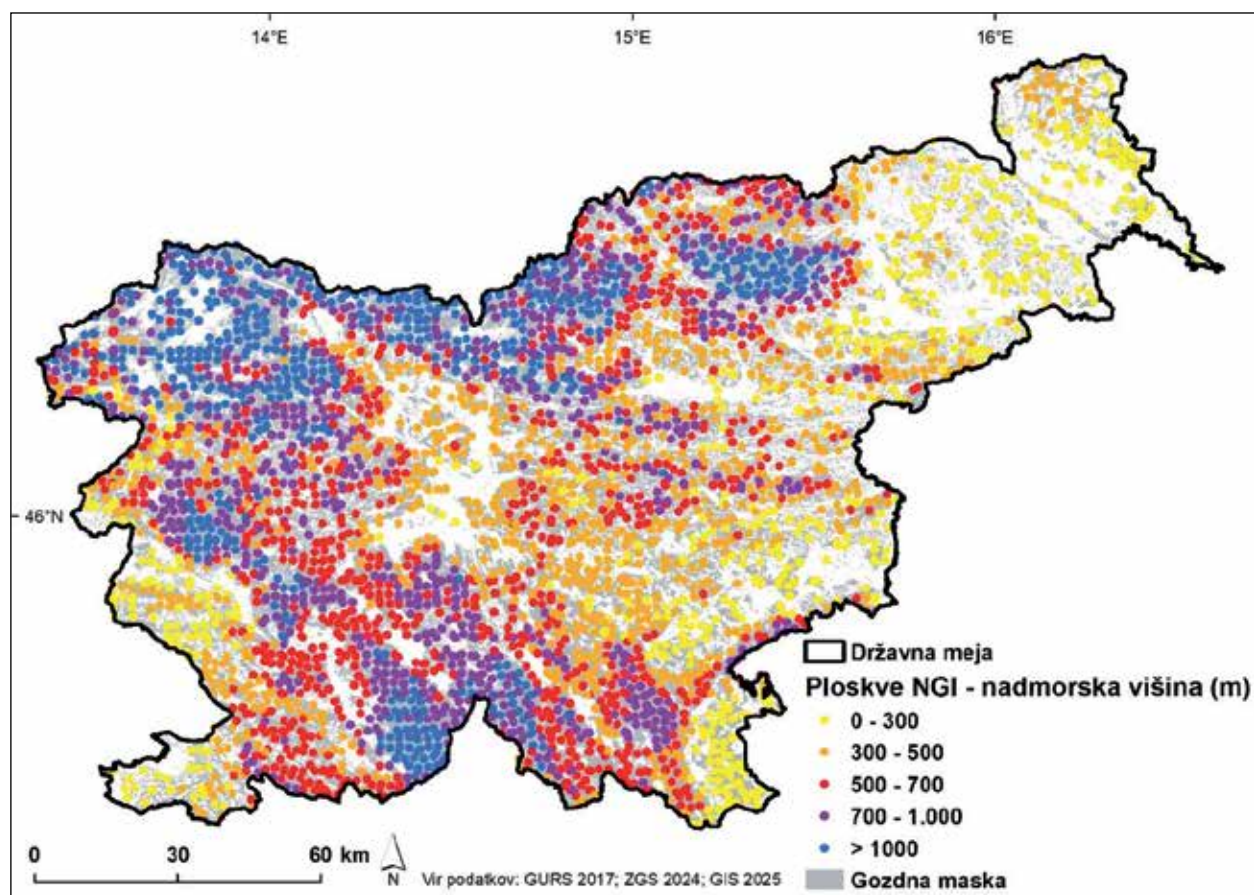 14°E 15°E 16°E
46°N
Državna meja
Ploskve NGI - nadmorska višina (m)
0 - 300
300 - 500
500 - 700
700 - 1.000
> 1000
Gozdna maska
0 30 60 km
N
Vir podatkov: GURS 2017; ZGS 2024; GIS 2025